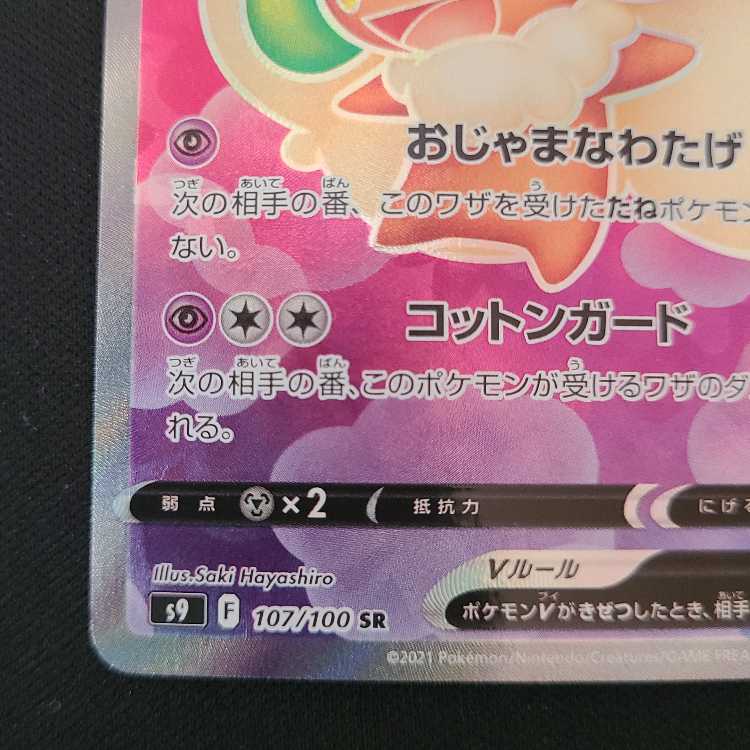 おじゃまなわたげ
つぎ あいて ばん う
次の相手の番、このワザを受けたたねポケモン
ない。
コットンガード
つぎ あいて ばん う
次の相手の番、このポケモンが受けるワザのダ
れる。
弱点 ×2 抵抗力 にげる
Illus.Saki Hayashiro
Vルール
s9 F 107/100 SR
ブイ あいて
ポケモンVがきぜつしたとき、相手
©2021 Pokémon/Nintendo/Creatures/GAME FREA